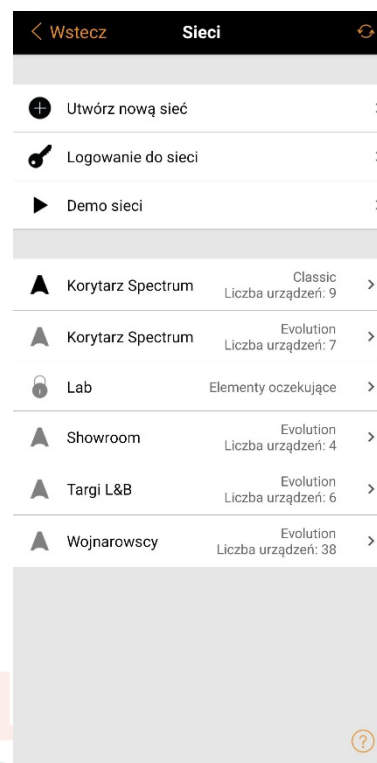 Wstecz Sieci
Utwórz nową sieć
Logowanie do sieci
Demo sieci
Korytarz Spectrum Classic
Liczba urządzeń: 9
Korytarz Spectrum Evolution
Liczba urządzeń: 7
Lab Elementy oczekujące
Showroom Evolution
Liczba urządzeń: 4
Targi L&B Evolution
Liczba urządzeń: 6
Wojnarowscy Evolution
Liczba urządzeń: 38
?